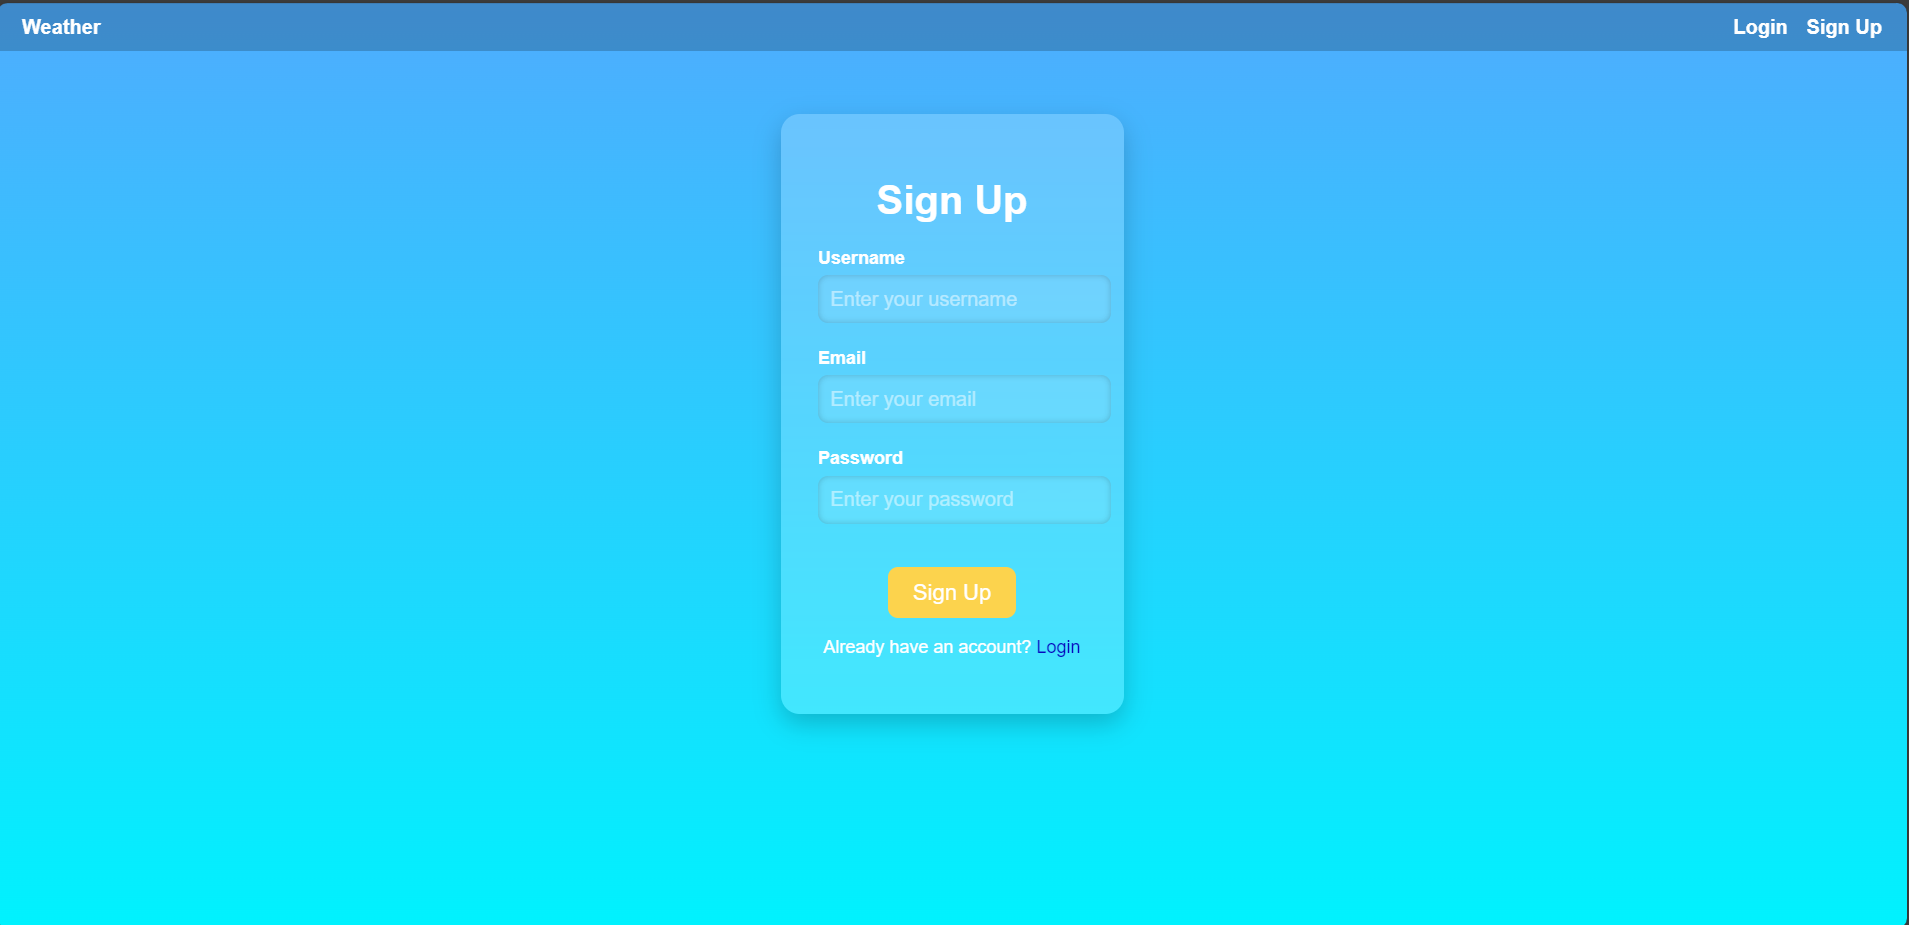 Weather
Login Sign Up
Sign Up
Username
Enter your username
Email
Enter your email
Password
Enter your password
Sign Up
Already have an account? Login